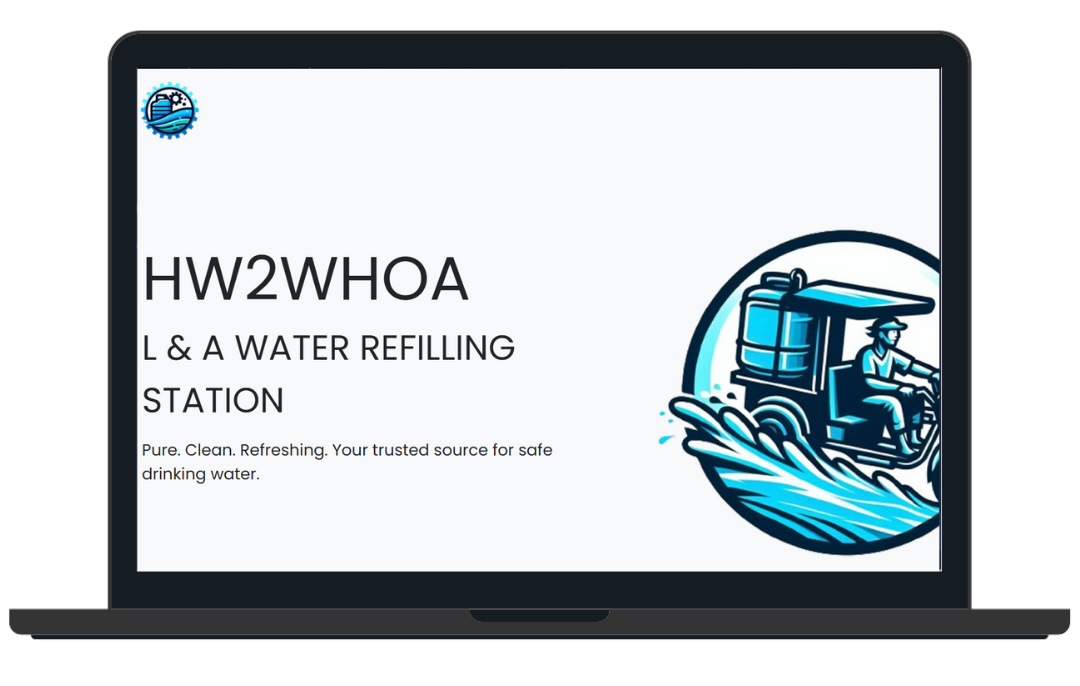 HW2WHOA
L & A WATER REFILLING
STATION
Pure. Clean. Refreshing. Your trusted source for safe
drinking water.